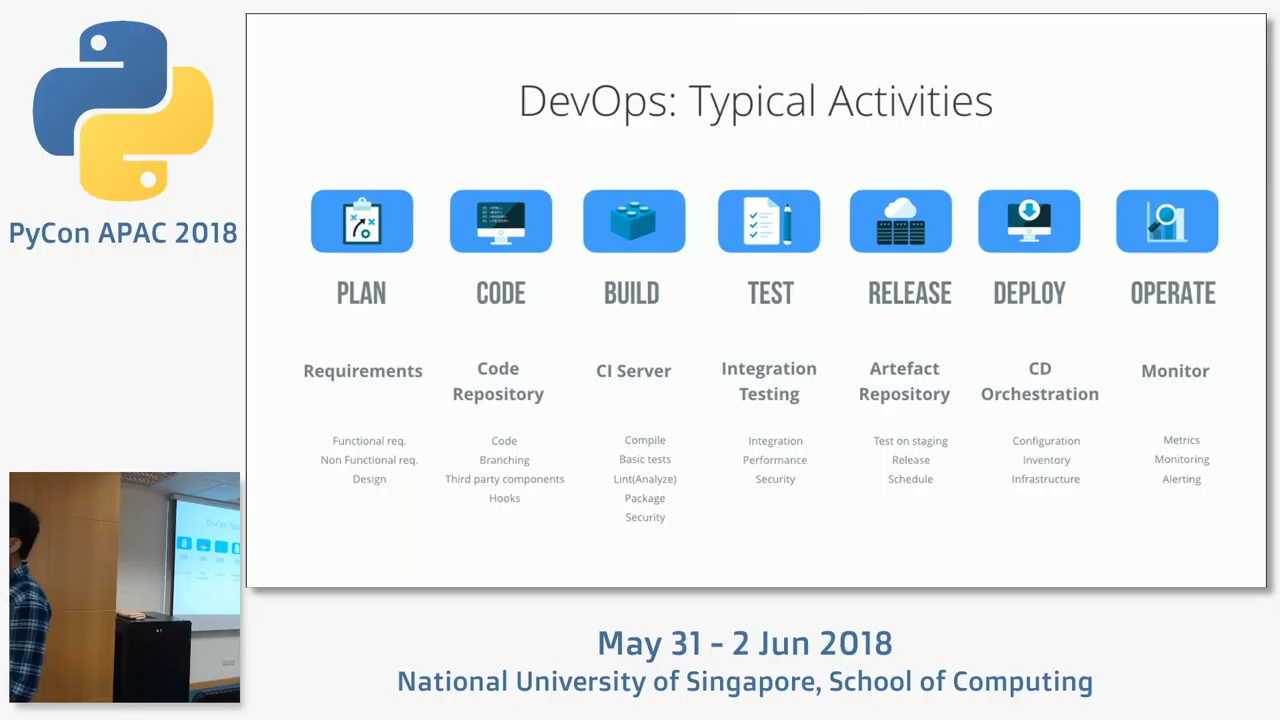 PyCon APAC 2018
DevOps: Typical Activities
PLAN
CODE
BUILD
TEST
RELEASE
DEPLOY
OPERATE
Requirements
Code
Repository
CI Server
Integration
Testing
Artefact
Repository
CD
Orchestration
Monitor
Functional req.
Non Functional req.
Design
Code
Branching
Third party components
Hooks
Compile
Basic tests
Lint(Analyze)
Package
Security
Integration
Performance
Security
Test on staging
Release
Schedule
Configuration
Inventory
Infrastructure
Metrics
Monitoring
Alerting
May 31 - 2 Jun 2018
National University of Singapore, School of Computing